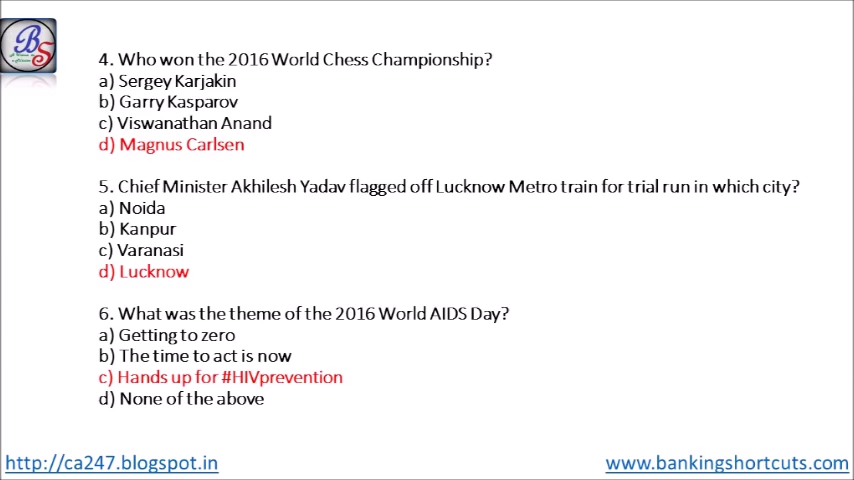 BS
4. Who won the 2016 World Chess Championship?
a) Sergey Karjakin
b) Garry Kasparov
c) Viswanathan Anand
d) Magnus Carlsen
5. Chief Minister Akhilesh Yadav flagged off Lucknow Metro train for trial run in which city?
a) Noida
b) Kanpur
c) Varanasi
d) Lucknow
6. What was the theme of the 2016 World AIDS Day?
a) Getting to zero
b) The time to act is now
c) Hands up for #HIVprevention
d) None of the above
http://ca247.blogspot.in
www.bankingshortcuts.com